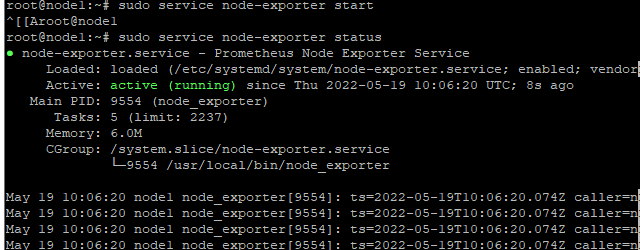 root@node1:~# sudo service node-exporter start
^[[Aroot@node1
root@node1:~# sudo service node-exporter status
● node-exporter.service - Prometheus Node Exporter Service
Loaded: loaded (/etc/systemd/system/node-exporter.service; enabled; vendor
Active: active (running) since Thu 2022-05-19 10:06:20 UTC; 8s ago
Main PID: 9554 (node_exporter)
Tasks: 5 (limit: 2237)
Memory: 6.0M
CGroup: /system.slice/node-exporter.service
└─9554 /usr/local/bin/node_exporter
May 19 10:06:20 node1 node_exporter[9554]: ts=2022-05-19T10:06:20.074Z caller=n
May 19 10:06:20 node1 node_exporter[9554]: ts=2022-05-19T10:06:20.074Z caller=n
May 19 10:06:20 node1 node_exporter[9554]: ts=2022-05-19T10:06:20.074Z caller=n
May 19 10:06:20 node1 node_exporter[9554]: ts=2022-05-19T10:06:20.074Z caller=n